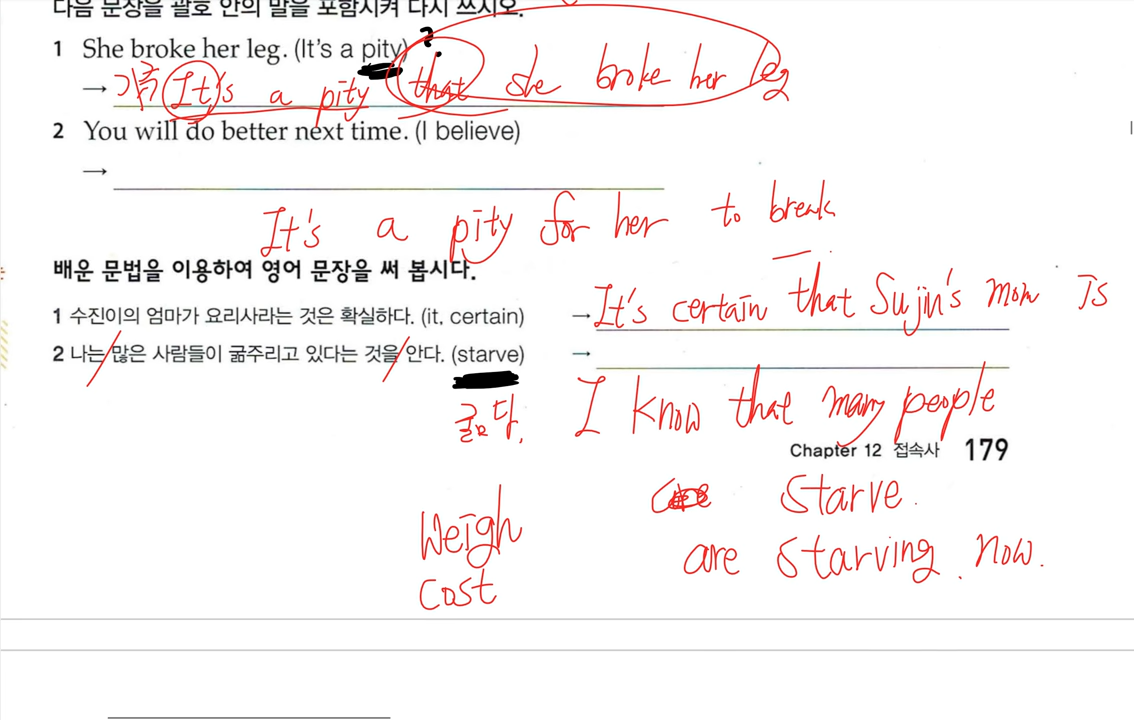 다음 문장을 괄호 안의 말을 포함시켜 다시 쓰시오.
1 She broke her leg. (It's a pity) ?
→ It's a pity that she broke her leg
2 You will do better next time. (I believe)
→
It's a pity for her to break
배운 문법을 이용하여 영어 문장을 써 봅시다.
1 수진이의 엄마가 요리사라는 것은 확실하다. (it, certain) → It's certain that Sujin's mom is
2 나는 많은 사람들이 굶주리고 있다는 것을 안다. (starve) →
I know that many people
Chapter 12 접속사 179
starve.
are starving now.
Weigh
cost